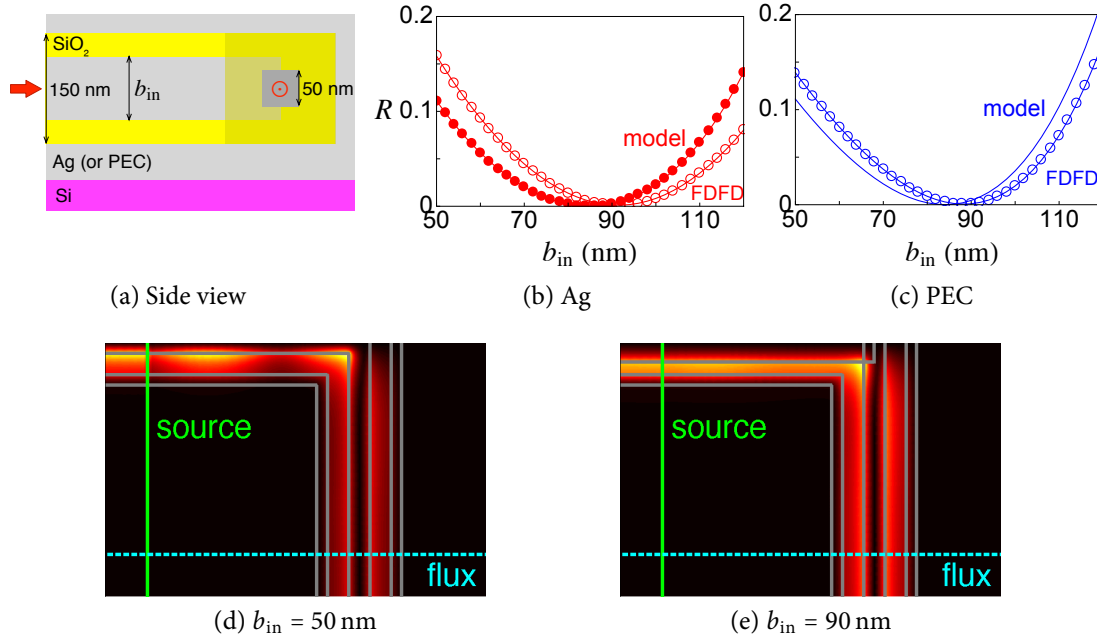 SiO₂
150 nm
b_in
50 nm
Ag (or PEC)
Si
(a) Side view
0.2
R
0.1
0
model
FDFD
50 70 90 110
b_in (nm)
(b) Ag
0.2
0.1
0
model
FDFD
50 70 90 110
b_in (nm)
(c) PEC
source
flux
(d) b_in = 50 nm
source
flux
(e) b_in = 90 nm